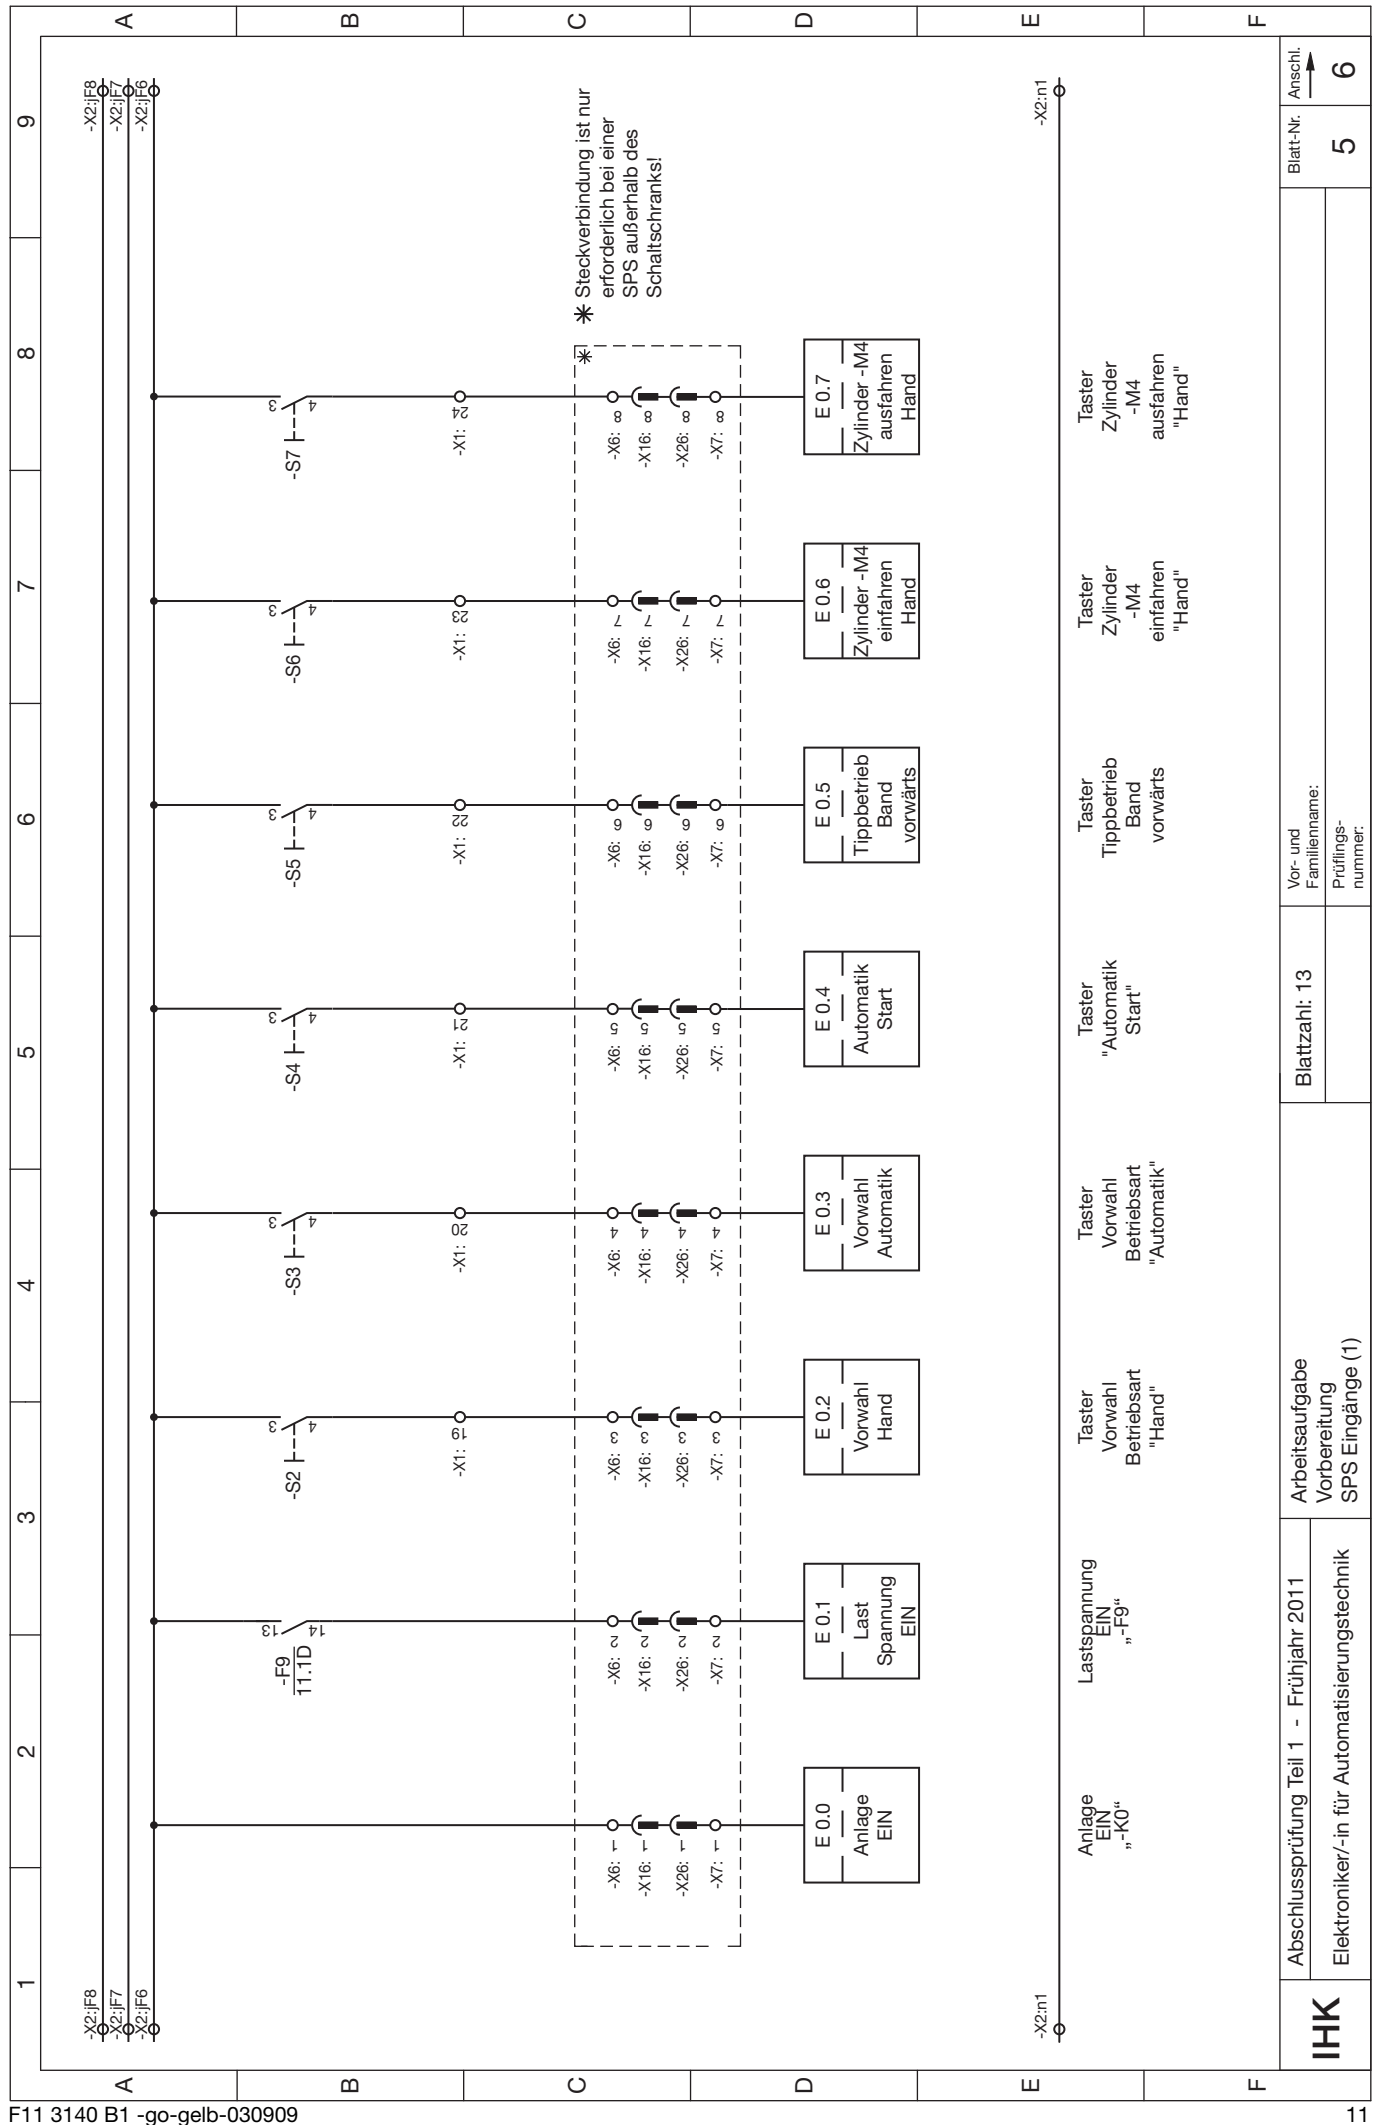 1 2 3 4 5 6 7 8 9
A
B
C
D
E
F
A
B
C
D
E
F
-X2:jF8
-X2:jF7
-X2:jF6
-X2:jF8
-X2:jF7
-X2:jF6
-F9
11.1D
13
14
-S2
3
4
-S3
3
4
-S4
3
4
-S5
3
4
-S6
3
4
-S7
3
4
-X1: 19
-X1: 20
-X1: 21
-X1: 22
-X1: 23
-X1: 24
-X6: 1
-X16: 1
-X26: 1
-X7: 1
-X6: 2
-X16: 2
-X26: 2
-X7: 2
-X6: 3
-X16: 3
-X26: 3
-X7: 3
-X6: 4
-X16: 4
-X26: 4
-X7: 4
-X6: 5
-X16: 5
-X26: 5
-X7: 5
-X6: 6
-X16: 6
-X26: 6
-X7: 6
-X6: 7
-X16: 7
-X26: 7
-X7: 7
-X6: 8
-X16: 8
-X26: 8
-X7: 8
*
* Steckverbindung ist nur
erforderlich bei einer
SPS außerhalb des
Schaltschranks!
E 0.0
Anlage
EIN
E 0.1
Last
Spannung
EIN
E 0.2
Vorwahl
Hand
E 0.3
Vorwahl
Automatik
E 0.4
Automatik
Start
E 0.5
Tippbetrieb
Band
vorwärts
E 0.6
Zylinder -M4
einfahren
Hand
E 0.7
Zylinder -M4
ausfahren
Hand
-X2:n1
-X2:n1
Anlage
EIN
„-K0“
Lastspannung
EIN
„-F9“
Taster
Vorwahl
Betriebsart
"Hand"
Taster
Vorwahl
Betriebsart
"Automatik"
Taster
"Automatik
Start"
Taster
Tippbetrieb
Band
vorwärts
Taster
Zylinder
-M4
einfahren
"Hand"
Taster
Zylinder
-M4
ausfahren
"Hand"
IHK
Abschlussprüfung Teil 1 - Frühjahr 2011
Elektroniker/-in für Automatisierungstechnik
Arbeitsaufgabe
Vorbereitung
SPS Eingänge (1)
Blattzahl: 13
Vor- und
Familienname:
Prüflings-
nummer:
Blatt-Nr.
5
Anschl.
6
F11 3140 B1 -go-gelb-030909
11